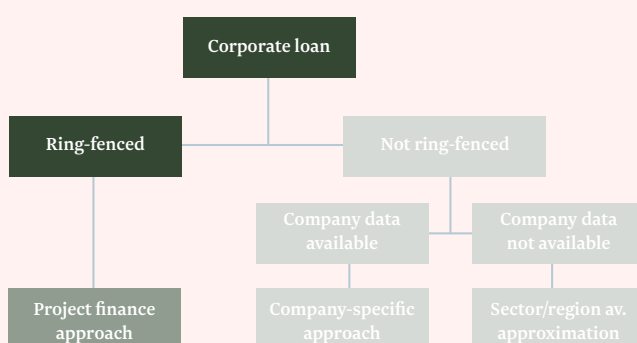 Corporate loan
Ring-fenced
Not ring-fenced
Company data
available
Company data
not available
Project finance
approach
Company-specific
approach
Sector/region av.
approximation